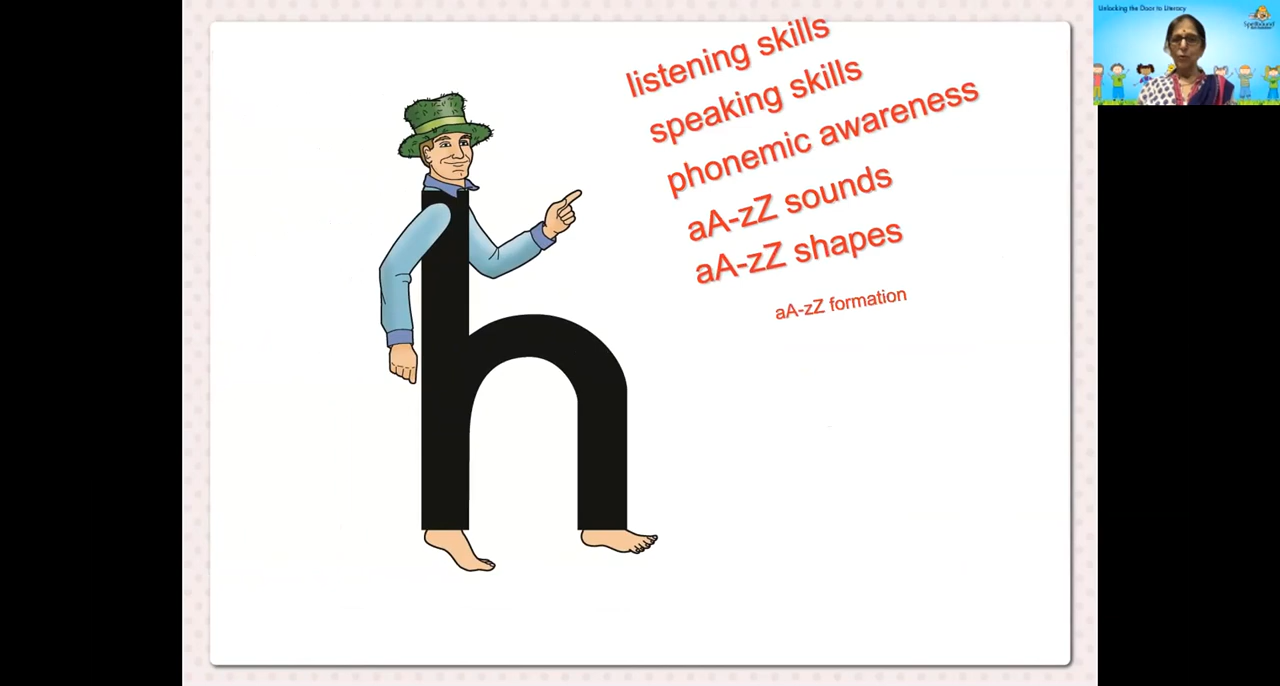 listening skills
speaking skills
phonemic awareness
aA-zZ sounds
aA-zZ shapes
aA-zZ formation
Unlocking the Door to Literacy
Spellbound